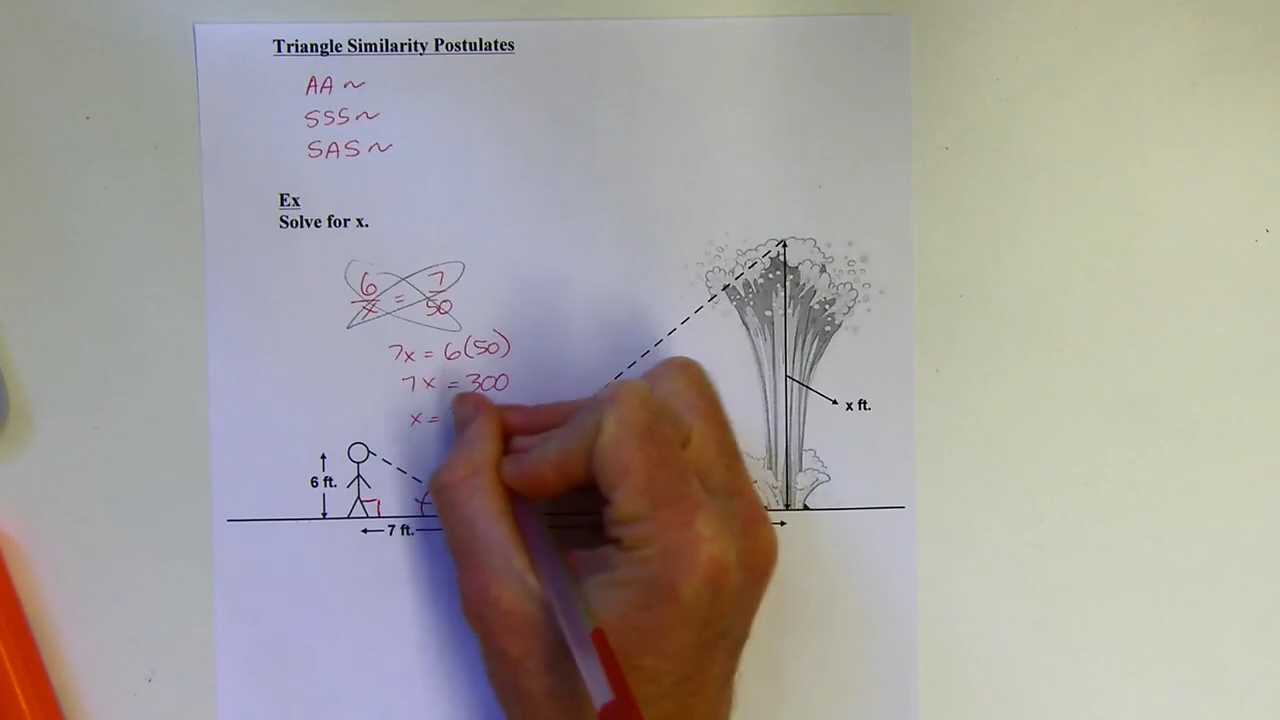 Triangle Similarity Postulates
AA ~
SSS ~
SAS ~
Ex
Solve for x.
6/x = 7/50
7x = 6(50)
7x = 300
x =
x ft.
6 ft.
7 ft.